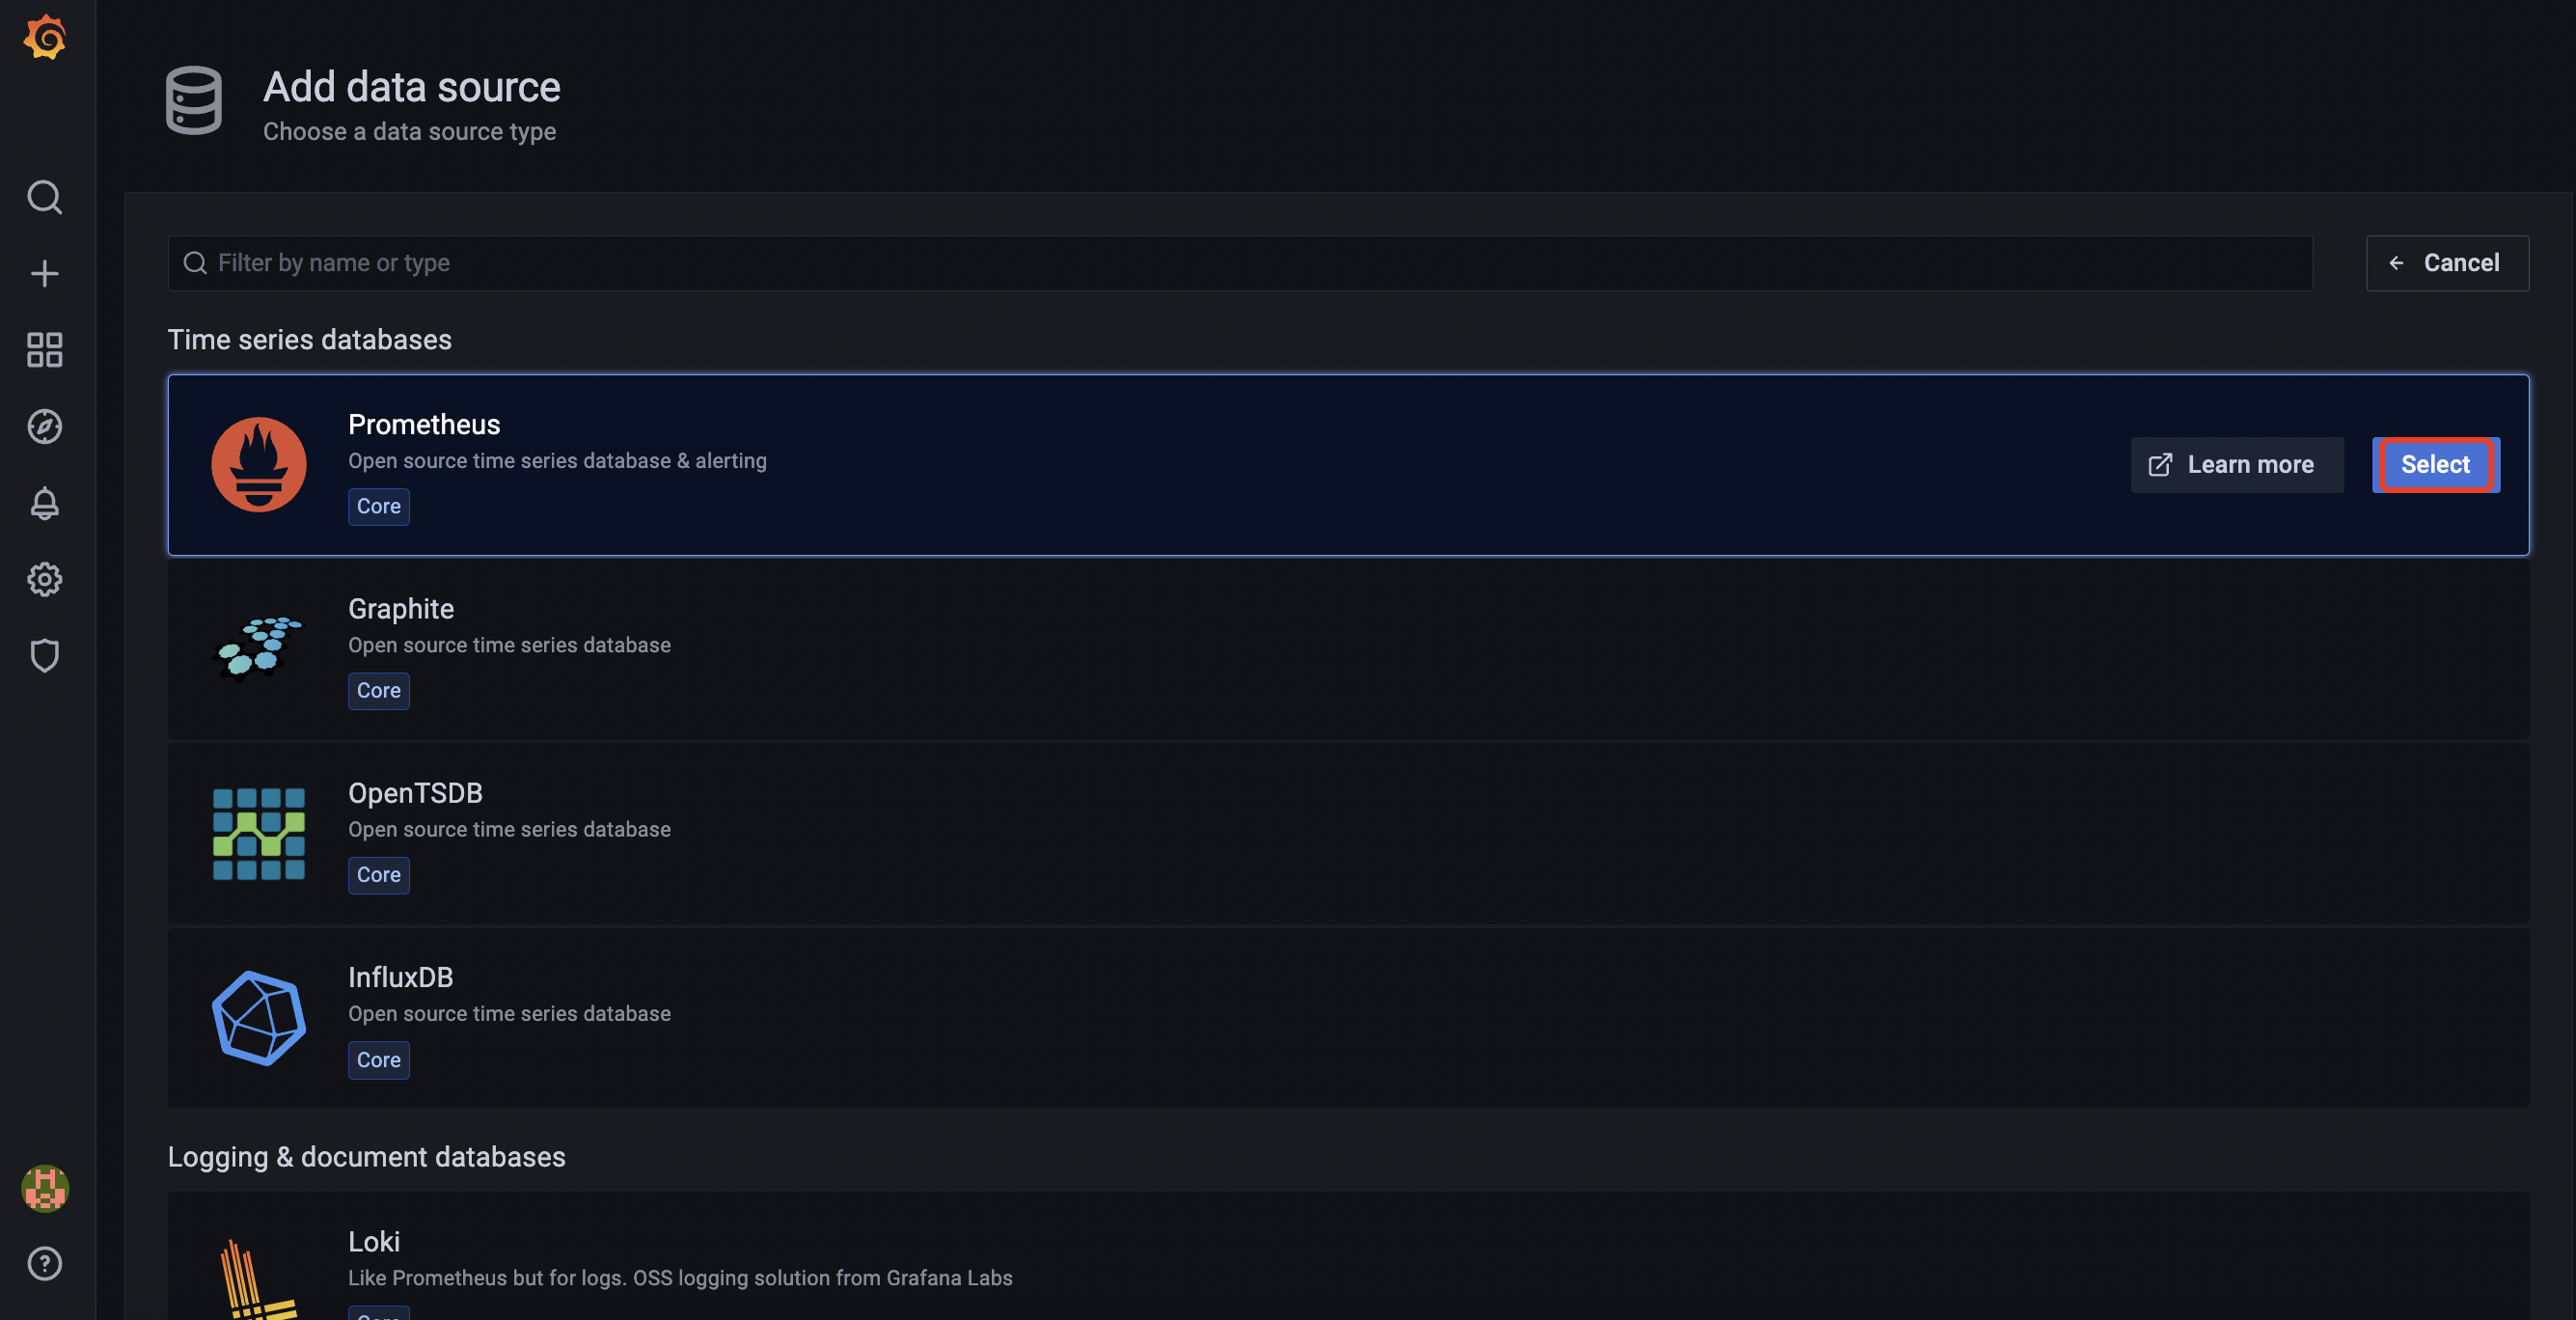 Add data source
Choose a data source type
Filter by name or type
Cancel
Time series databases
Prometheus
Open source time series database & alerting
Core
Learn more
Select
Graphite
Open source time series database
Core
OpenTSDB
Open source time series database
Core
InfluxDB
Open source time series database
Core
Logging & document databases
Loki
Like Prometheus but for logs. OSS logging solution from Grafana Labs
Core